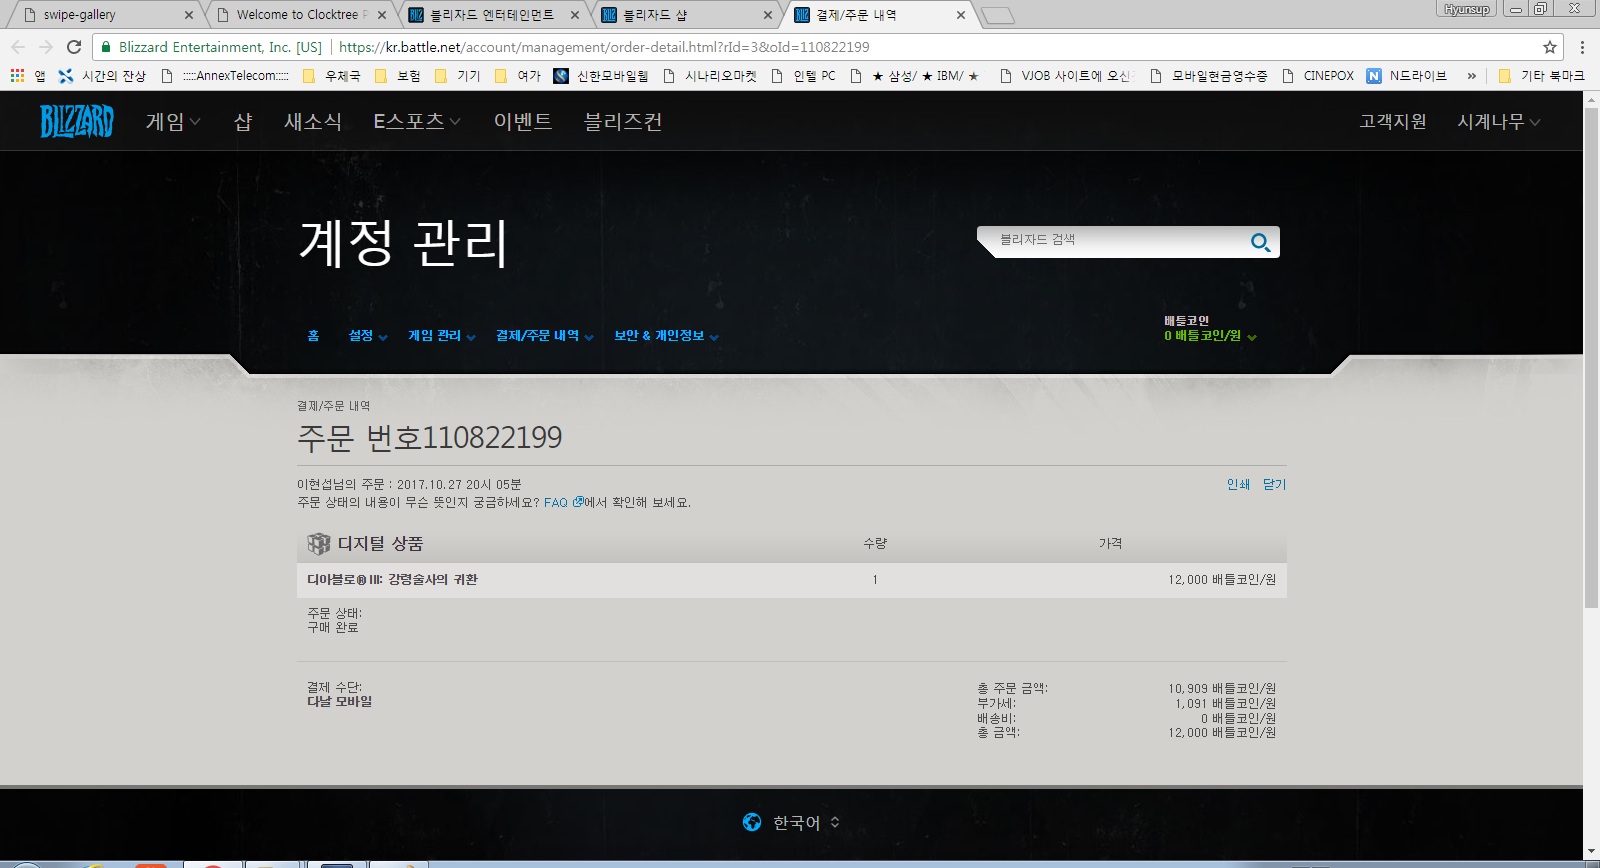 swipe-gallery
Welcome to Clocktree P
블리자드 엔터테인먼트
블리자드 샵
결제/주문 내역
Hyunsup
Blizzard Entertainment, Inc. [US]
https://kr.battle.net/account/management/order-detail.html?rId=3&oId=110822199
앱
시간의 잔상
:::::AnnexTelecom:::::
우체국
보험
기기
여가
신한모바일웹
시나리오마켓
인텔 PC
★ 삼성/ ★ IBM/ ★
VJOB 사이트에 오신
모바일현금영수증
CINEPOX
N드라이브
»
기타 북마크
BLIZZARD
게임
샵
새소식
E스포츠
이벤트
블리즈컨
고객지원
시계나무
계정 관리
블리자드 검색
배틀코인
홈
설정
게임 관리
결제/주문 내역
보안 & 개인정보
0 배틀코인/원
결제/주문 내역
주문 번호110822199
이현섭님의 주문 : 2017.10.27 20시 05분
인쇄
닫기
주문 상태의 내용이 무슨 뜻인지 궁금하세요? FAQ 에서 확인해 보세요.
디지털 상품
수량
가격
디아블로® III: 강령술사의 귀환
1
12,000 배틀코인/원
주문 상태:
구매 완료
결제 수단:
다날 모바일
총 주문 금액:
10,909 배틀코인/원
부가세:
1,091 배틀코인/원
배송비:
0 배틀코인/원
총 금액:
12,000 배틀코인/원
한국어